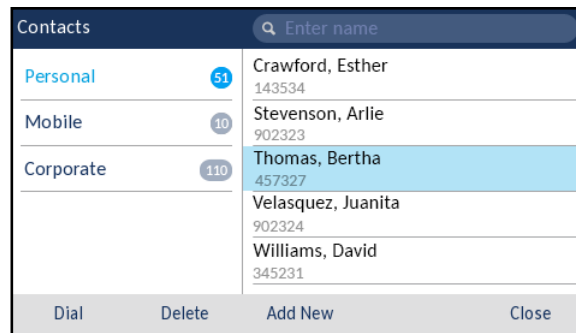 Contacts
Enter name
Personal 51
Mobile 10
Corporate 110
Crawford, Esther
143534
Stevenson, Arlie
902323
Thomas, Bertha
457327
Velasquez, Juanita
902324
Williams, David
345231
Dial Delete Add New Close